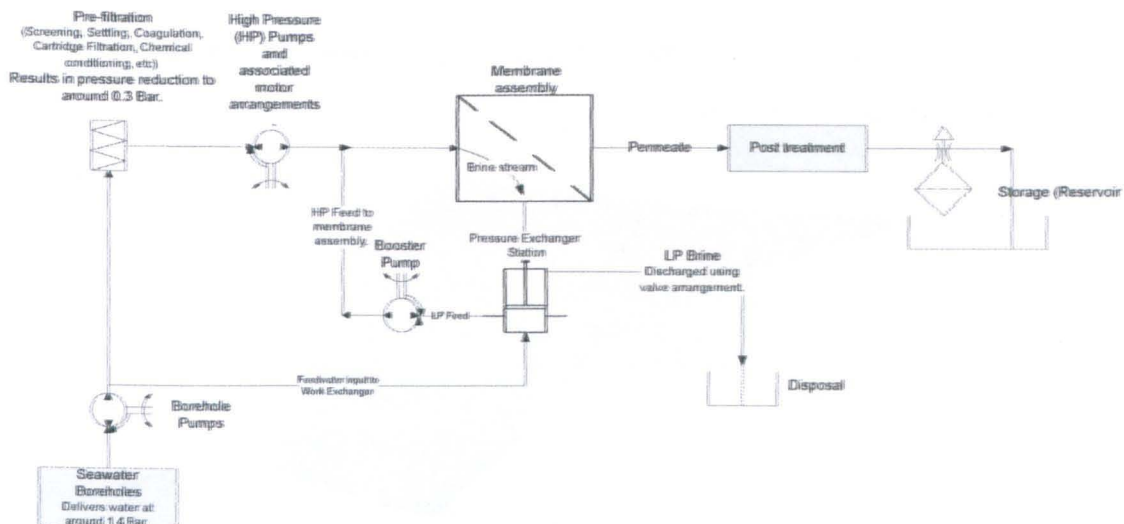 Pre-filtration
(Screening, Settling, Coagulation,
Cartridge Filtration, Chemical
conditioning, etc)
Results in pressure reduction to
around 0.3 Bar.
High Pressure
(HP) Pumps
and
associated
motor
arrangements
Membrane
assembly
Brine stream
Permeate
Post treatment
Storage (Reservoir
HP Feed to
membrane
assembly.
Booster
Pump
Pressure Exchanger
Station
LP Feed
LP Brine
Discharged using
valve arrangement.
Feedwater input to
Work Exchanger
Disposal
Borehole
Pumps
Seawater
Boreholes
Delivers water at
around 1.4 Bar